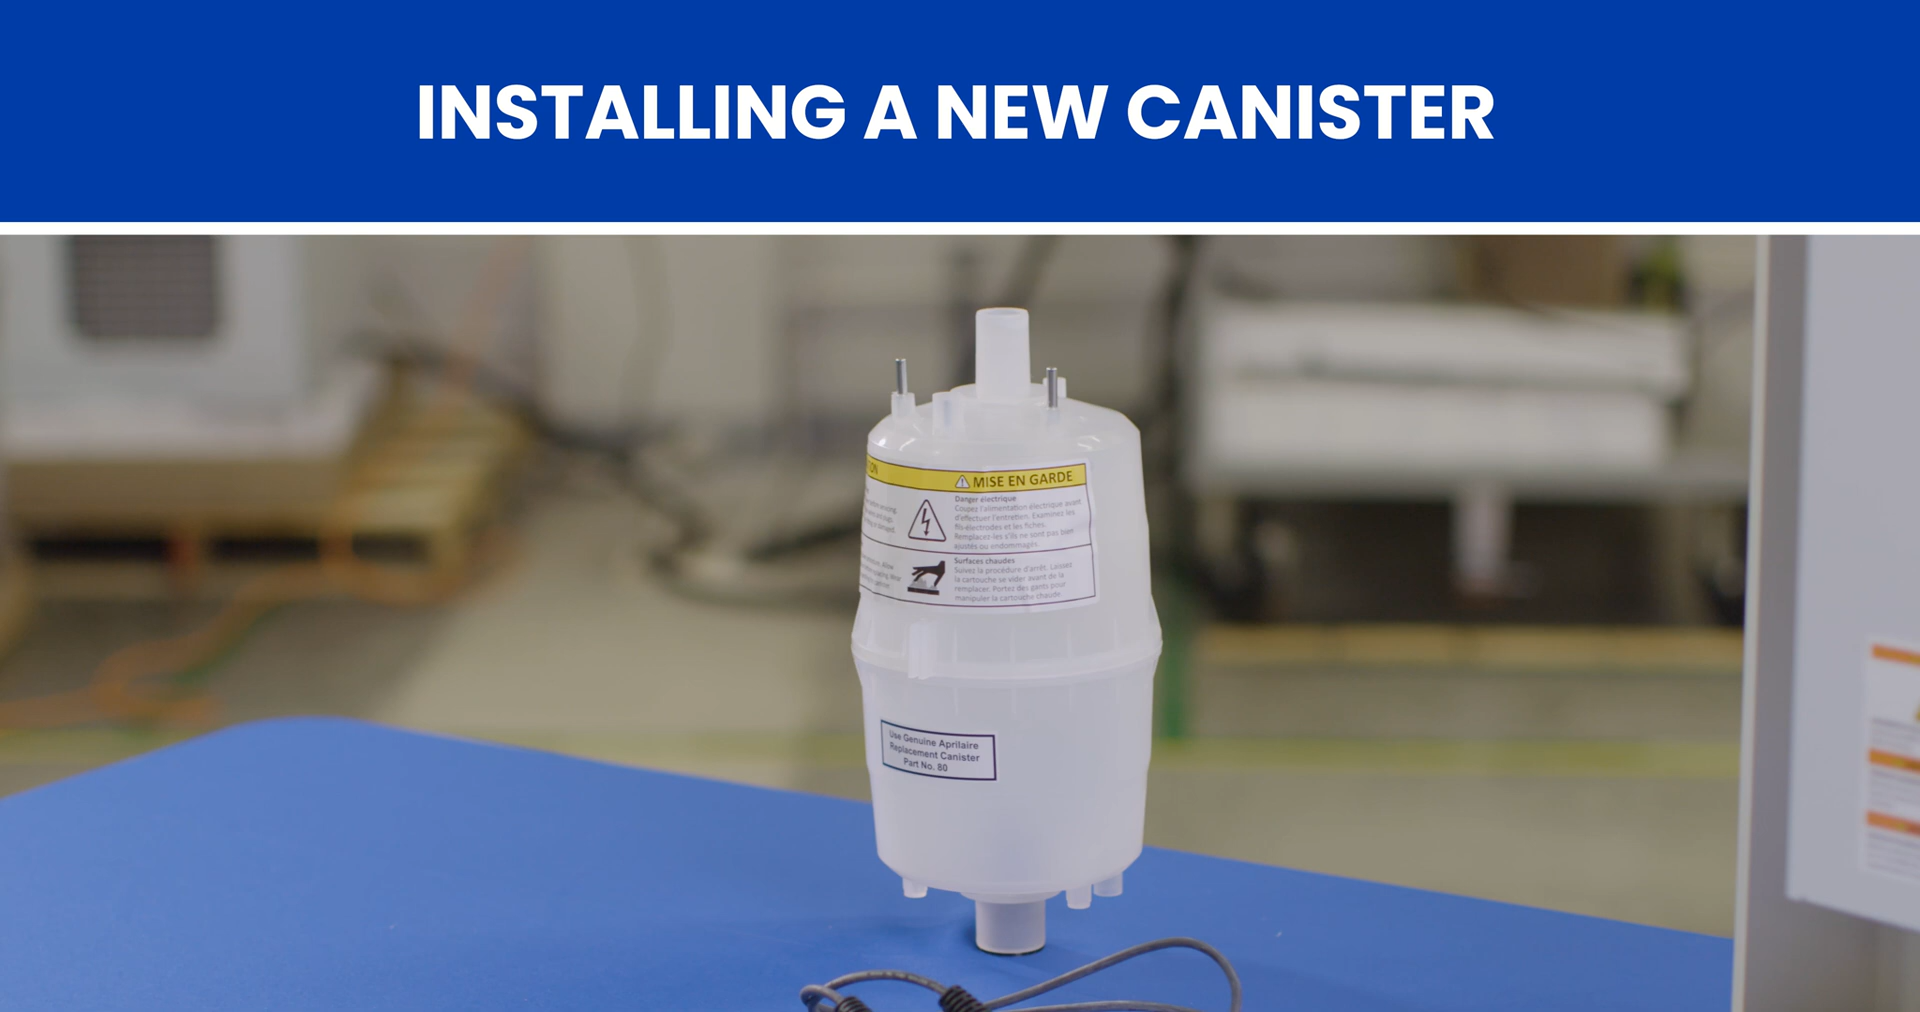 INSTALLING A NEW CANISTER
MISE EN GARDE
Danger électrique
Coupez l'alimentation électrique avant
d'effectuer l'entretien. Examinez les
fils électrodes et les fiches.
Remplacez-les s'ils ne sont pas bien
ajustés ou endommagés.
Surfaces chaudes
Suivez la procédure d'arrêt. Laissez
la cartouche se vider avant de la
remplacer. Portez des gants pour
manipuler la cartouche chaude.
Use Genuine Aprilaire
Replacement Canister
Part No. 80